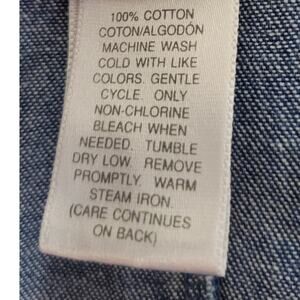 100% COTTON
COTON/ALGODÓN
MACHINE WASH
COLD WITH LIKE
COLORS. GENTLE
CYCLE. ONLY
NON-CHLORINE
BLEACH WHEN
NEEDED. TUMBLE
DRY LOW. REMOVE
PROMPTLY. WARM
STEAM IRON.
(CARE CONTINUES
ON BACK)